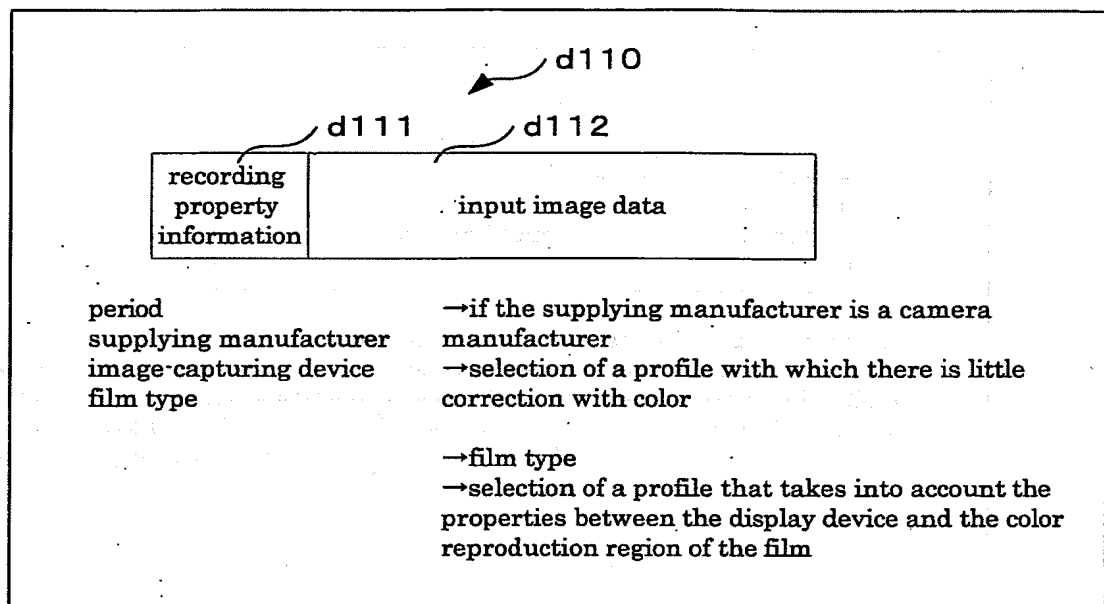 d110
d111
d112
recording
property
information
input image data
period
supplying manufacturer
image-capturing device
film type
→if the supplying manufacturer is a camera
manufacturer
→selection of a profile with which there is little
correction with color
→film type
→selection of a profile that takes into account the
properties between the display device and the color
reproduction region of the film